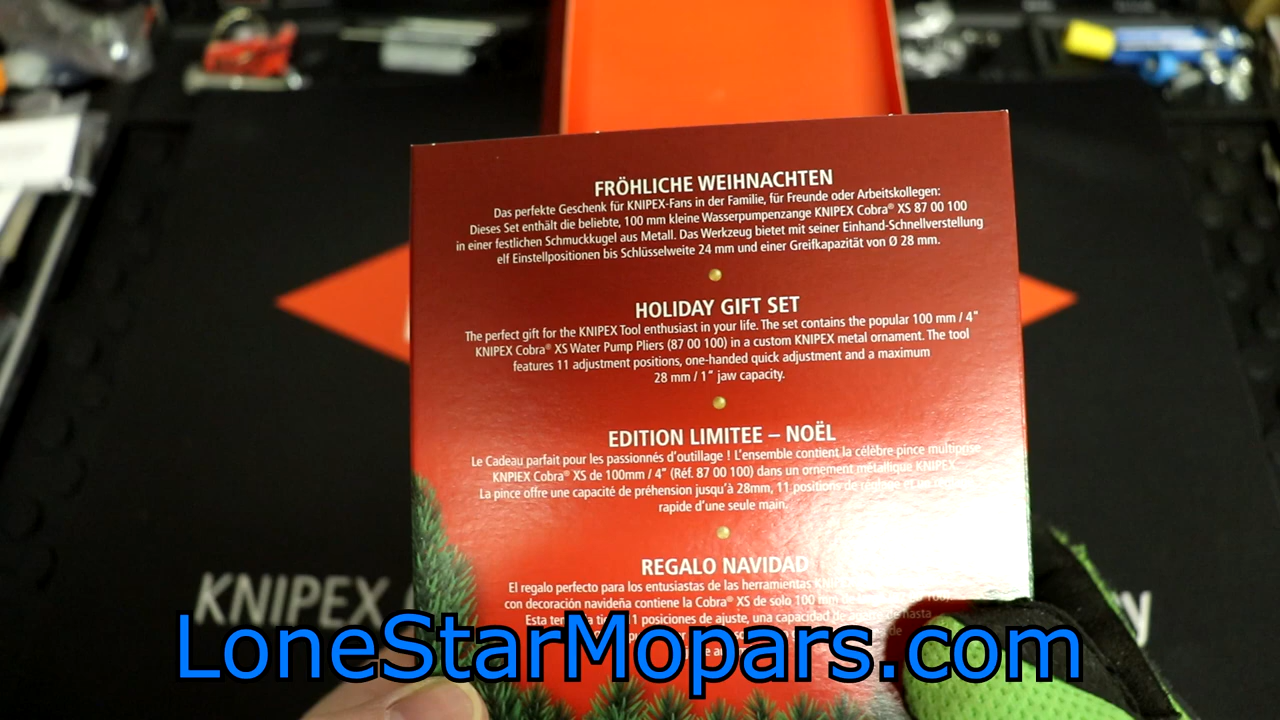 FRÖHLICHE WEIHNACHTEN
Das perfekte Geschenk für KNIPEX-Fans in der Familie, für Freunde oder Arbeitskollegen:
Dieses Set enthält die beliebte, 100 mm kleine Wasserpumpenzange KNIPEX Cobra® XS 87 00 100
in einer festlichen Schmuckkugel aus Metall. Das Werkzeug bietet mit seiner Einhand-Schnellverstellung
elf Einstellpositionen bis Schlüsselweite 24 mm und einer Greifkapazität von Ø 28 mm.
HOLIDAY GIFT SET
The perfect gift for the KNIPEX Tool enthusiast in your life. The set contains the popular 100 mm / 4"
KNIPEX Cobra® XS Water Pump Pliers (87 00 100) in a custom KNIPEX metal ornament. The tool
features 11 adjustment positions, one-handed quick adjustment and a maximum
28 mm / 1" jaw capacity.
EDITION LIMITEE – NOËL
Le Cadeau parfait pour les passionnés d'outillage ! L'ensemble contient la célèbre pince multiprise
KNPIEX Cobra® XS de 100mm / 4" (Réf. 87 00 100) dans un ornement métallique KNIPEX.
La pince offre une capacité de préhension jusqu'à 28mm, 11 positions de réglage et un
rapide d'une seule main.
REGALO NAVIDAD
El regalo perfecto para los entusiastas de las herramientas
con decoración navideña contiene la Cobra® XS de solo 100 mm
Esta 11 posiciones de ajuste, una capacidad de hasta
de
KNIPEX
LoneStarMopars.com